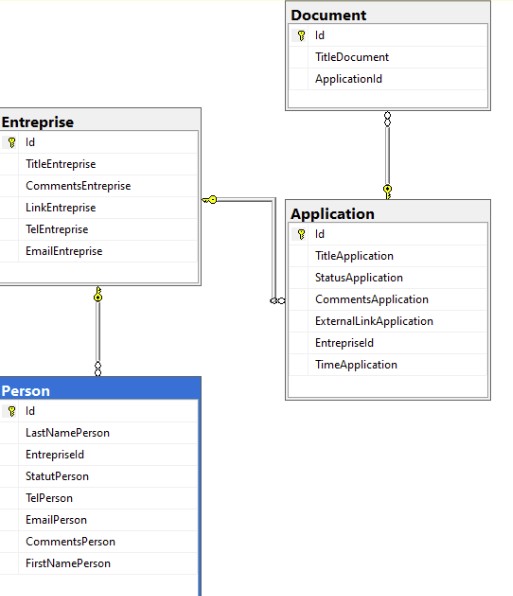 Document
Id
TitleDocument
ApplicationId
Entreprise
Id
TitleEntreprise
CommentsEntreprise
LinkEntreprise
TelEntreprise
EmailEntreprise
Application
Id
TitleApplication
StatusApplication
CommentsApplication
ExternalLinkApplication
EntrepriseId
TimeApplication
Person
Id
LastNamePerson
EntrepriseId
StatutPerson
TelPerson
EmailPerson
CommentsPerson
FirstNamePerson